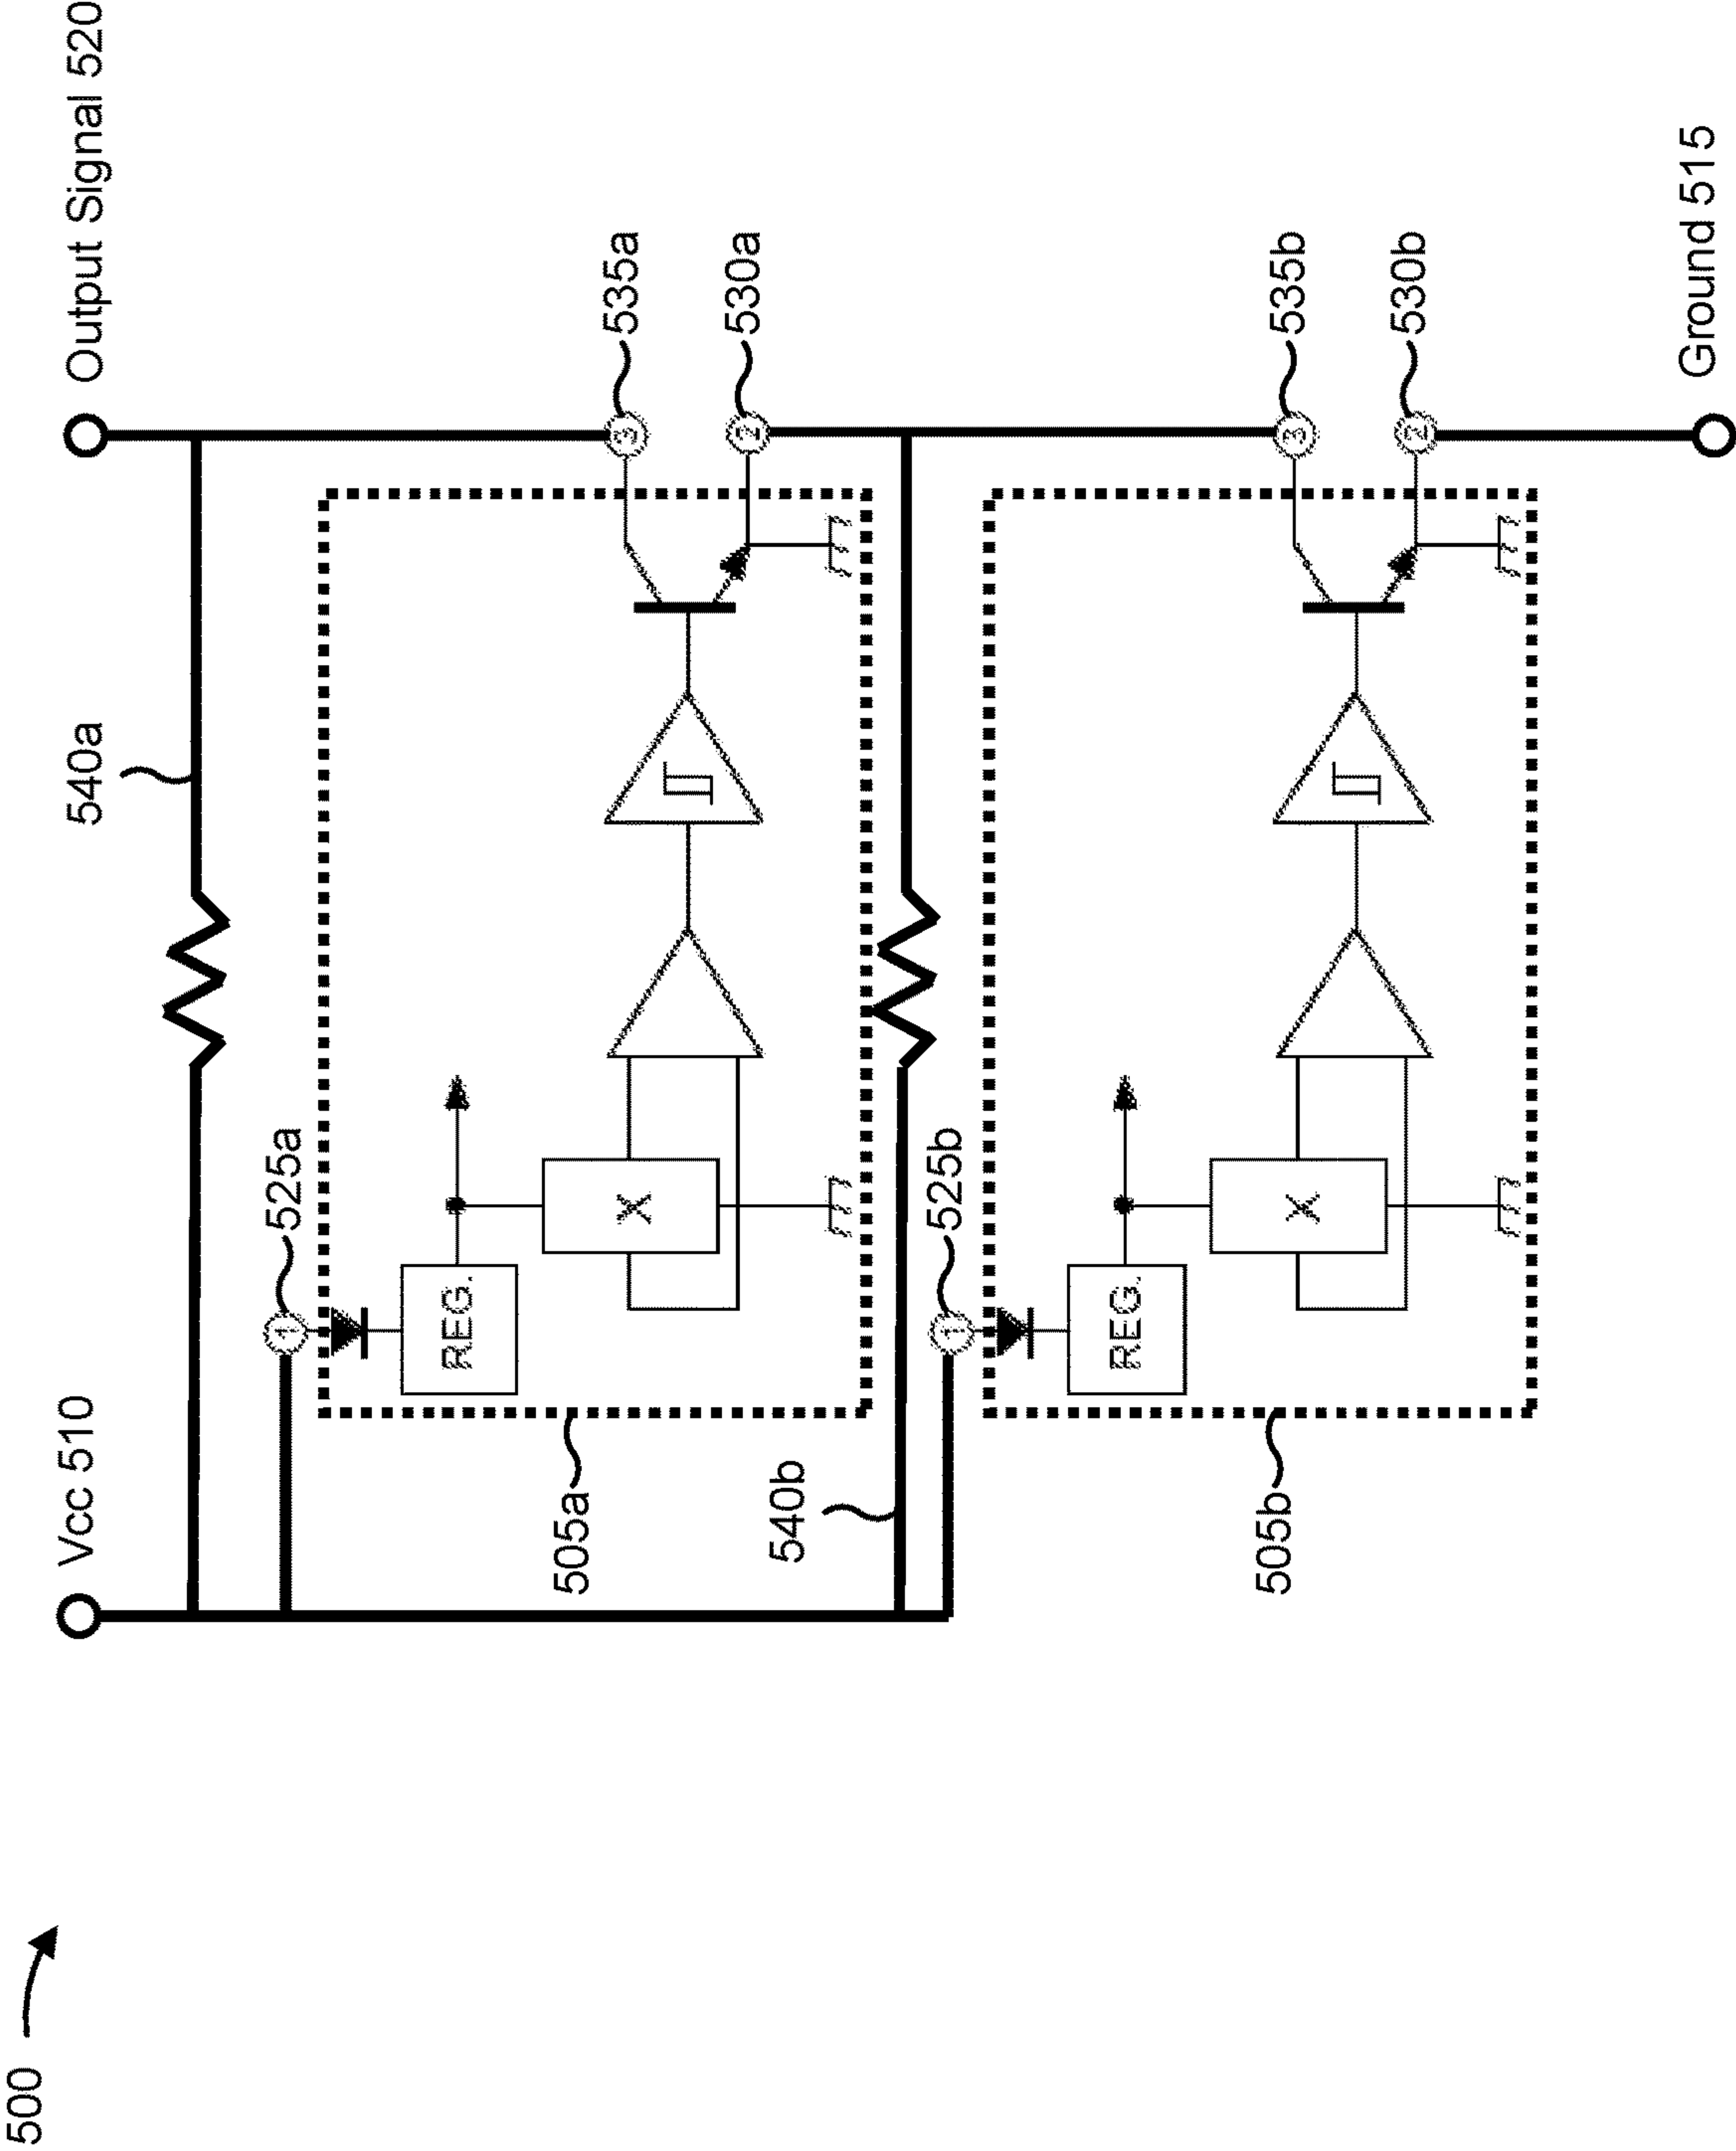 500
Vcc 510
Output Signal 520
540a
525a
1
REG.
X
505a
3
535a
2
530a
540b
525b
1
REG.
X
505b
3
535b
2
530b
Ground 515